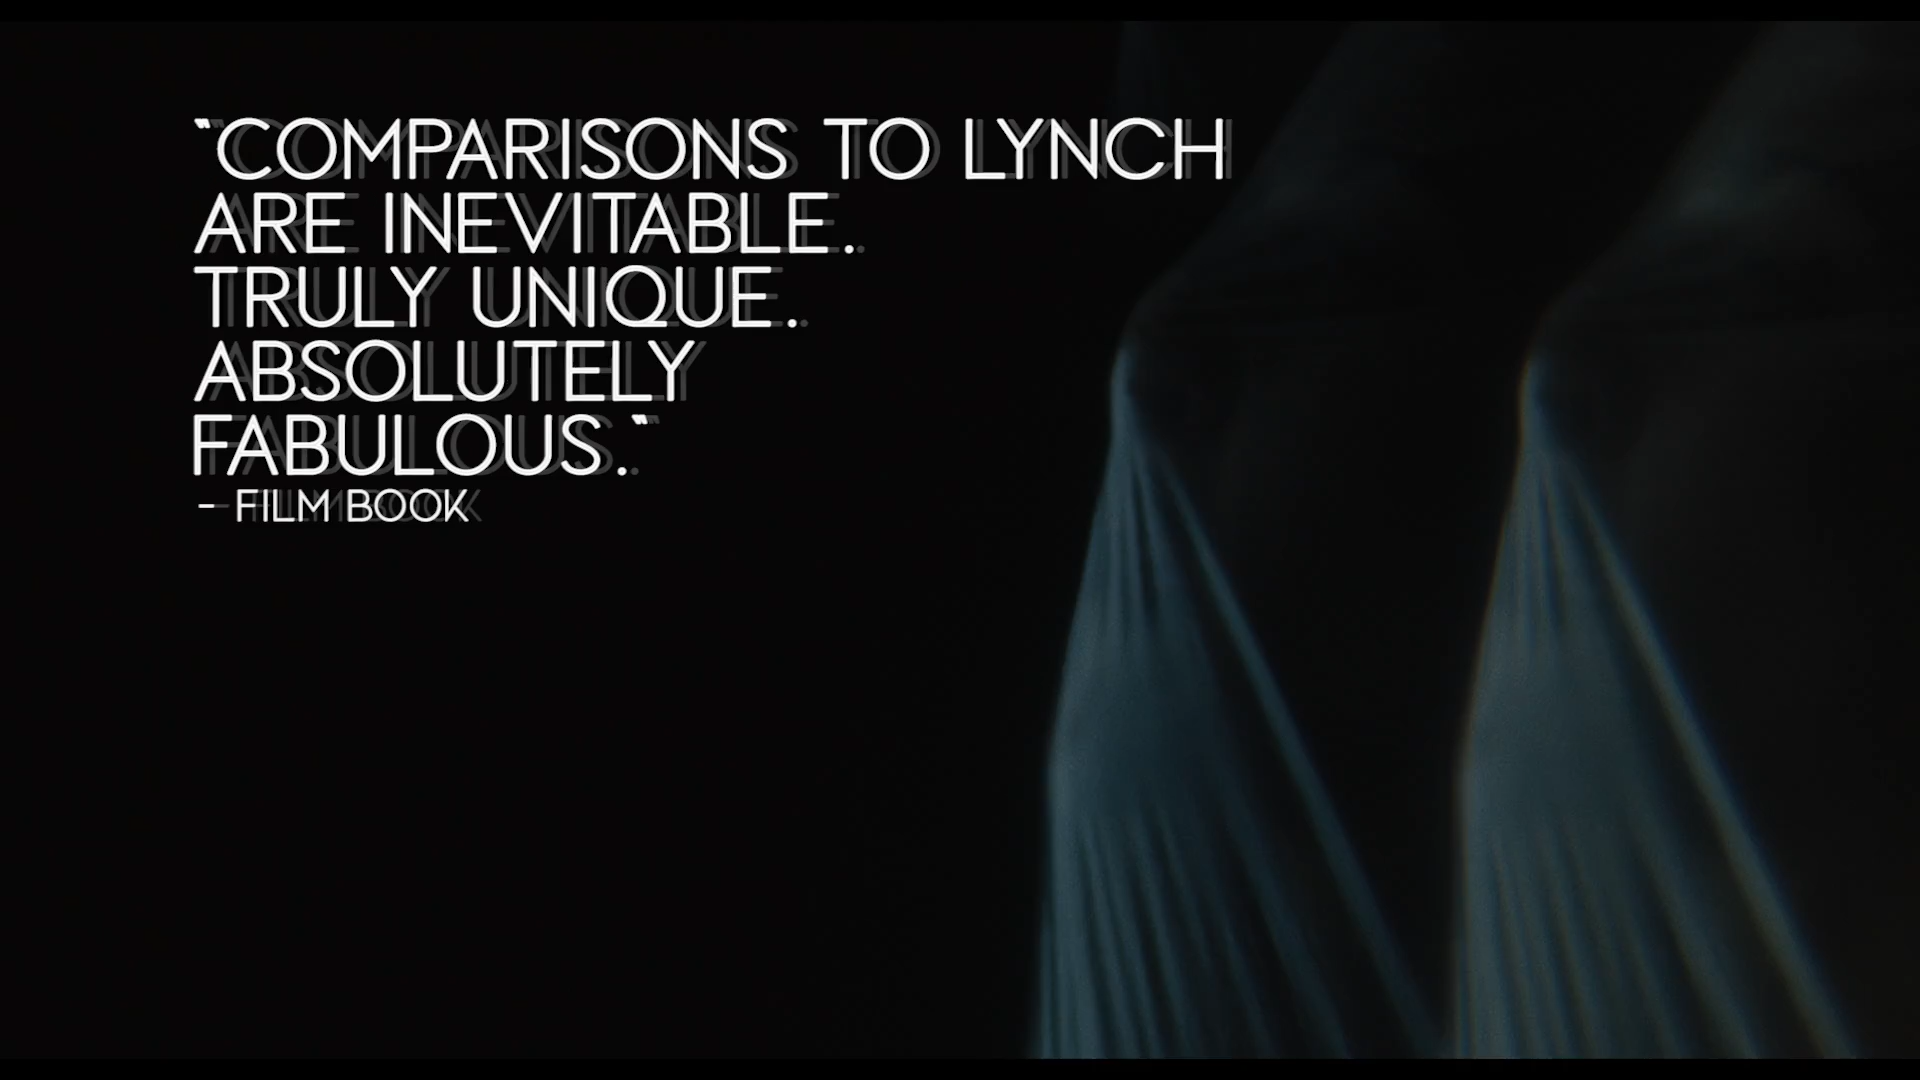 “COMPARISONS TO LYNCH
ARE INEVITABLE..
TRULY UNIQUE..
ABSOLUTELY
FABULOUS..”
- FILM BOOK